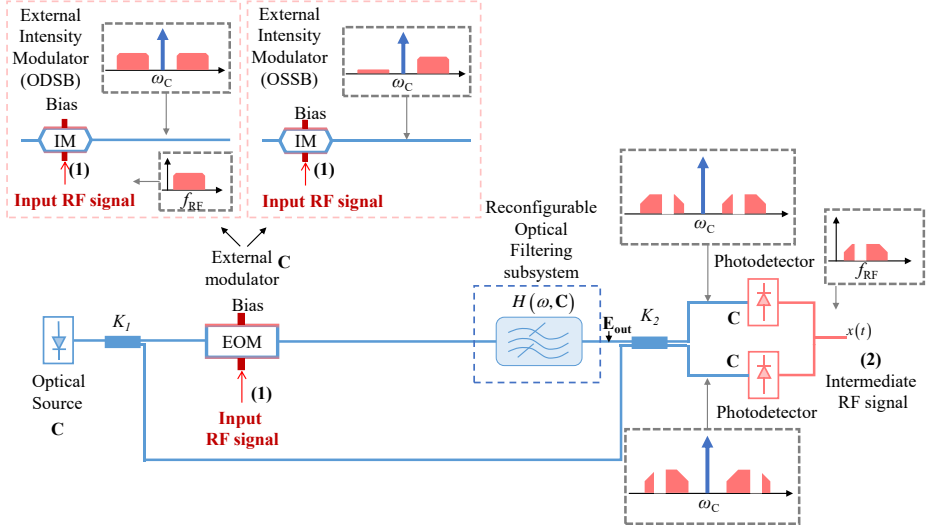 External
Intensity
Modulator
(ODSB)
ω_C
Bias
IM
(1)
Input RF signal
f_RF
External
Intensity
Modulator
(OSSB)
ω_C
Bias
IM
(1)
Input RF signal
External
modulator
C
Bias
EOM
(1)
Input
RF signal
Optical
Source
C
K_1
Reconfigurable
Optical
Filtering
subsystem
H(ω,C)
E_out
K_2
ω_C
Photodetector
C
f_RF
x(t)
(2)
Intermediate
RF signal
C
Photodetector
ω_C